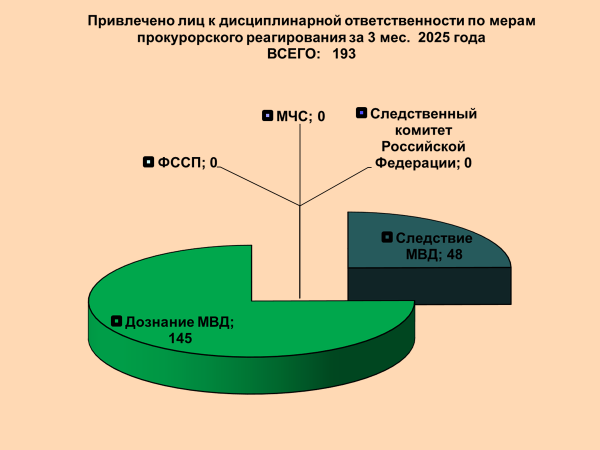 Привлечено лиц к дисциплинарной ответственности по мерам
прокурорского реагирования за 3 мес. 2025 года
ВСЕГО: 193
МЧС; 0
Следственный
комитет
Российской
Федерации; 0
ФССП; 0
Следствие
МВД; 48
Дознание МВД;
145